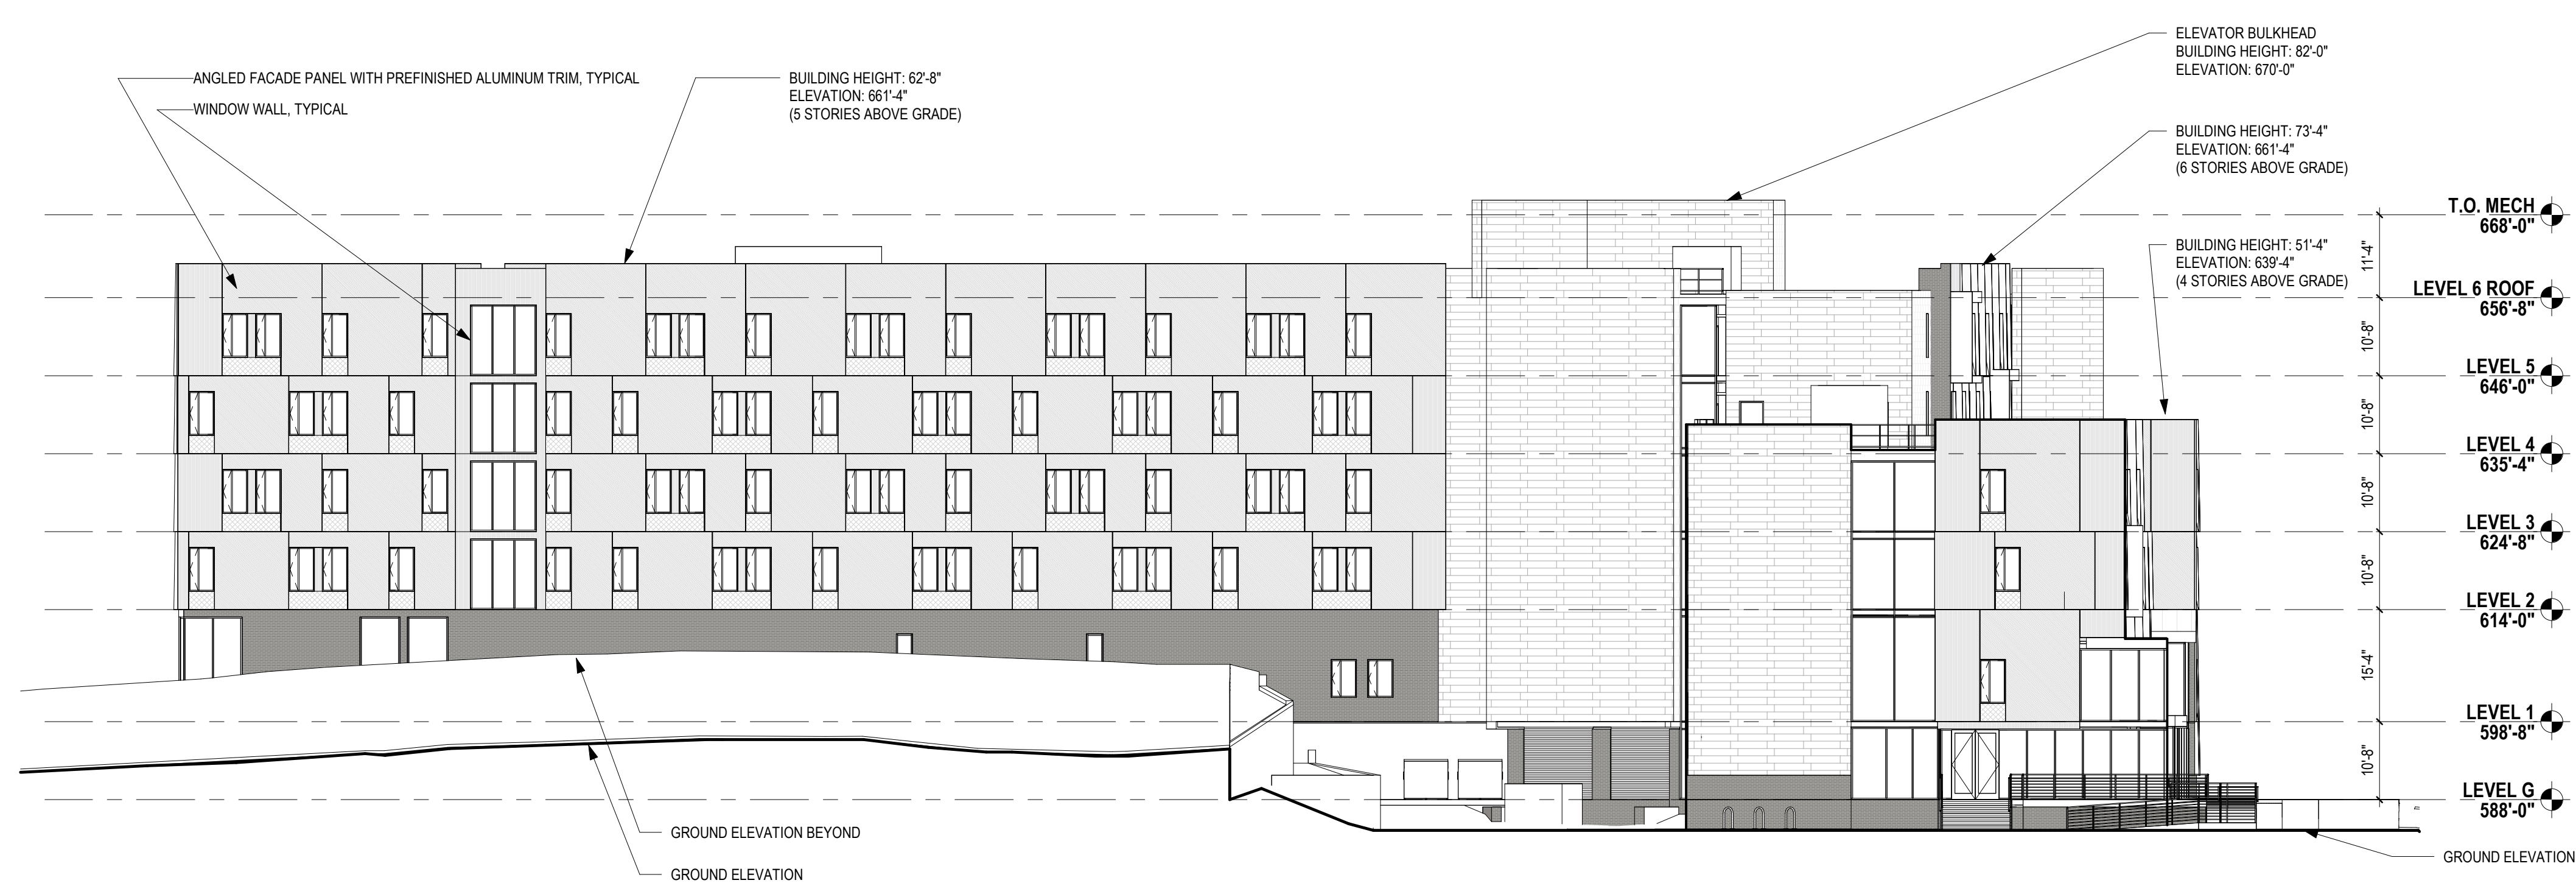 ANGLED FACADE PANEL WITH PREFINISHED ALUMINUM TRIM, TYPICAL
WINDOW WALL, TYPICAL
BUILDING HEIGHT: 62'-8"
ELEVATION: 661'-4"
(5 STORIES ABOVE GRADE)
ELEVATOR BULKHEAD
BUILDING HEIGHT: 82'-0"
ELEVATION: 670'-0"
BUILDING HEIGHT: 73'-4"
ELEVATION: 661'-4"
(6 STORIES ABOVE GRADE)
BUILDING HEIGHT: 51'-4"
ELEVATION: 639'-4"
(4 STORIES ABOVE GRADE)
T.O. MECH
668'-0"
11'-4"
LEVEL 6 ROOF
656'-8"
10'-8"
LEVEL 5
646'-0"
10'-8"
LEVEL 4
635'-4"
10'-8"
LEVEL 3
624'-8"
10'-8"
LEVEL 2
614'-0"
15'-4"
LEVEL 1
598'-8"
10'-8"
LEVEL G
588'-0"
GROUND ELEVATION BEYOND
GROUND ELEVATION
GROUND ELEVATION